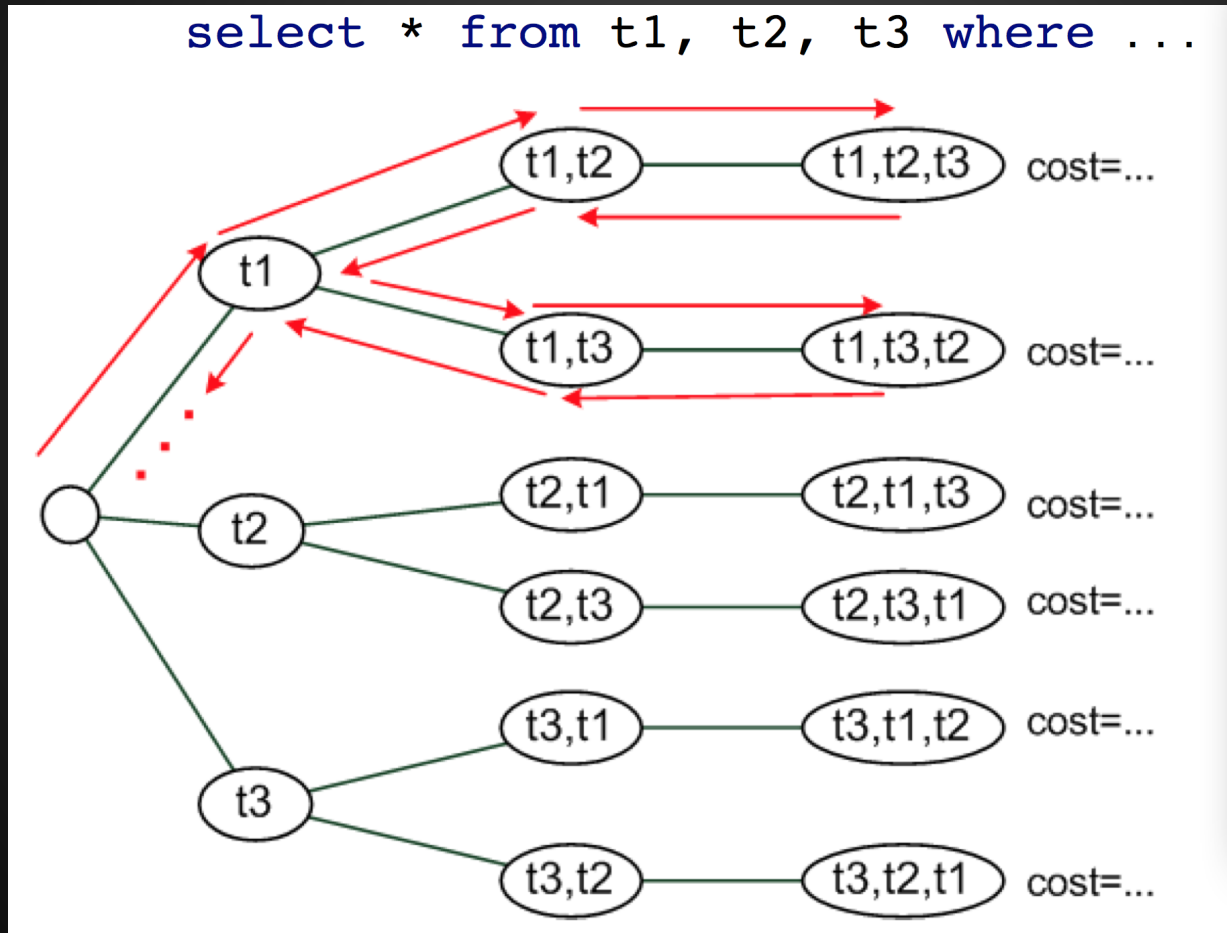 select * from t1, t2, t3 where ...
t1,t2
t1,t2,t3
cost=...
t1
t1,t3
t1,t3,t2
cost=...
t2,t1
t2,t1,t3
cost=...
t2
t2,t3
t2,t3,t1
cost=...
t3,t1
t3,t1,t2
cost=...
t3
t3,t2
t3,t2,t1
cost=...